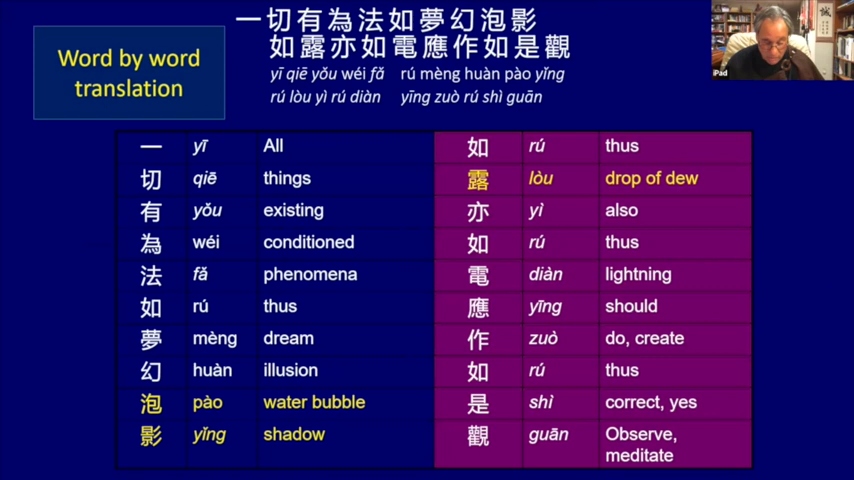 一切有為法如夢幻泡影
如露亦如電應作如是觀
yī qiē yǒu wéi fǎ rú mèng huàn pào yǐng
rú lòu yì rú diàn yīng zuò rú shì guān
Word by word
translation
一 yī All
切 qiē things
有 yǒu existing
為 wéi conditioned
法 fǎ phenomena
如 rú thus
夢 mèng dream
幻 huàn illusion
泡 pào water bubble
影 yǐng shadow
如 rú thus
露 lòu drop of dew
亦 yì also
如 rú thus
電 diàn lightning
應 yīng should
作 zuò do, create
如 rú thus
是 shì correct, yes
觀 guān Observe,
meditate
iPad
誠